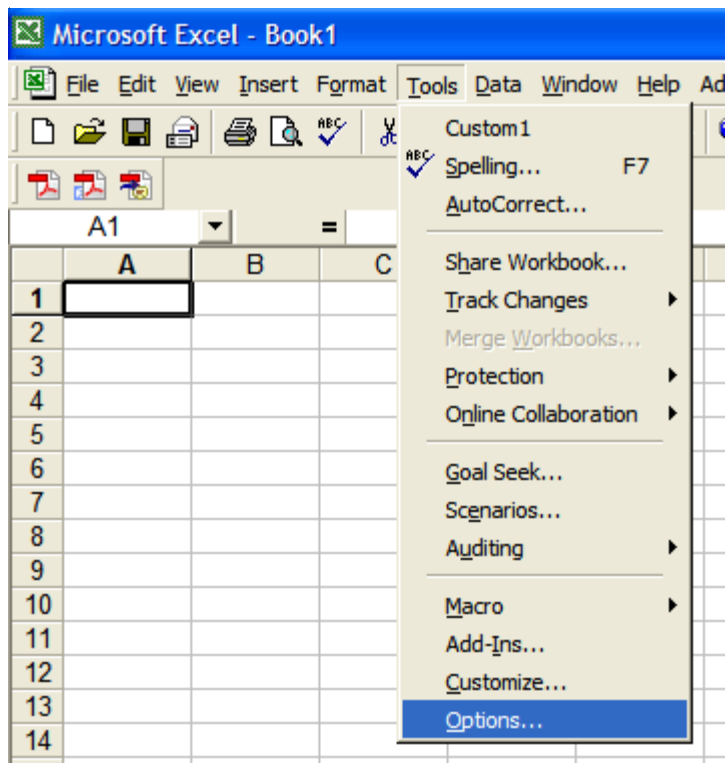 Microsoft Excel - Book1
File Edit View Insert Format Tools Data Window Help Ad
ABC
A1 =
A B C
1
2
3
4
5
6
7
8
9
10
11
12
13
14
Custom1
ABC Spelling... F7
AutoCorrect...
Share Workbook...
Track Changes
Merge Workbooks...
Protection
Online Collaboration
Goal Seek...
Scenarios...
Auditing
Macro
Add-Ins...
Customize...
Options...